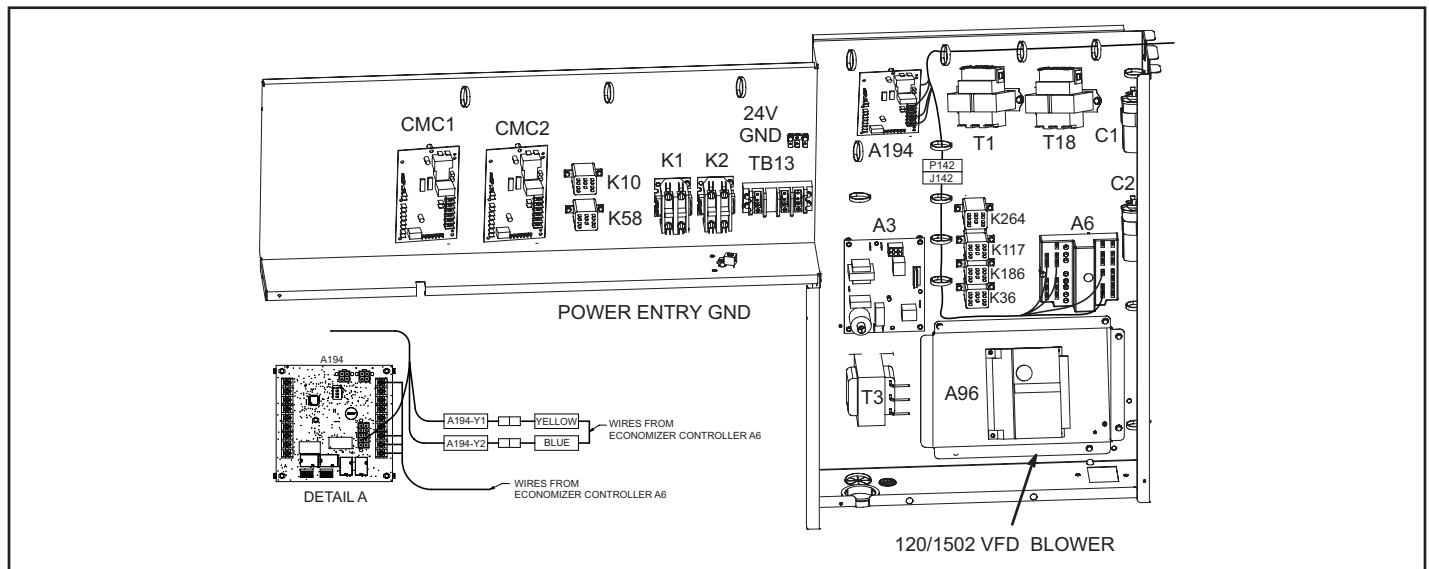 CMC1
CMC2
K10
K58
K1
K2
24V
GND
TB13
POWER ENTRY GND
A194
P142
J142
T1
T18
C1
C2
A3
K264
K117
K186
K36
A6
T3
A96
120/1502 VFD BLOWER
A194
A194-Y1
YELLOW
A194-Y2
BLUE
WIRES FROM
ECONOMIZER CONTROLLER A6
WIRES FROM
ECONOMIZER CONTROLLER A6
DETAIL A